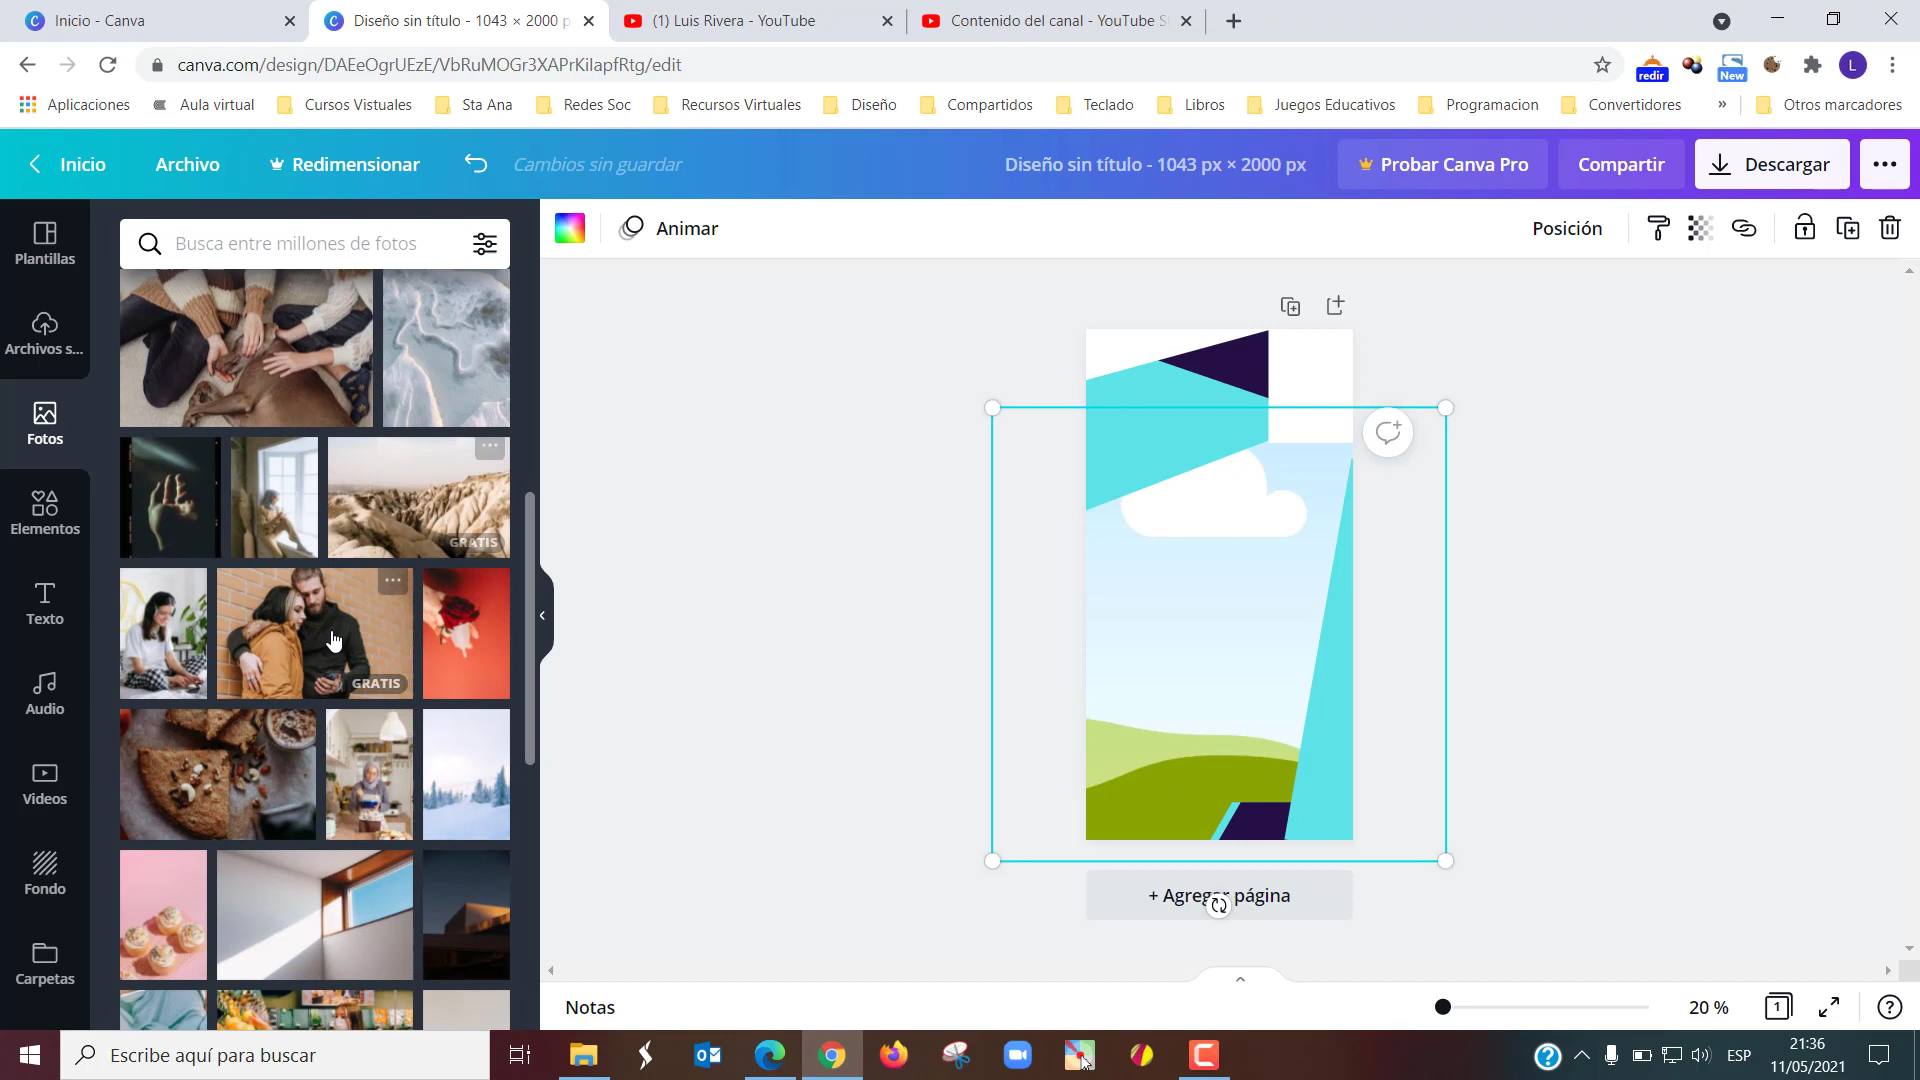 Inicio - Canva
Diseño sin título - 1043 × 2000 p
(1) Luis Rivera - YouTube
Contenido del canal - YouTube S
canva.com/design/DAEeOgrUEzE/VbRuMOGr3XAPrKilapfRtg/edit
redir
New
L
Aplicaciones
Aula virtual
Cursos Vistuales
Sta Ana
Redes Soc
Recursos Virtuales
Diseño
Compartidos
Teclado
Libros
Juegos Educativos
Programacion
Convertidores
»
Otros marcadores
Inicio
Archivo
Redimensionar
Cambios sin guardar
Diseño sin título - 1043 px × 2000 px
Probar Canva Pro
Compartir
Descargar
Plantillas
Archivos s...
Fotos
Elementos
Texto
Audio
Videos
Fondo
Carpetas
Busca entre millones de fotos
GRATIS
GRATIS
Animar
Posición
+ Agregar página
Notas
20 %
1
Escribe aquí para buscar
ESP
21:36
11/05/2021